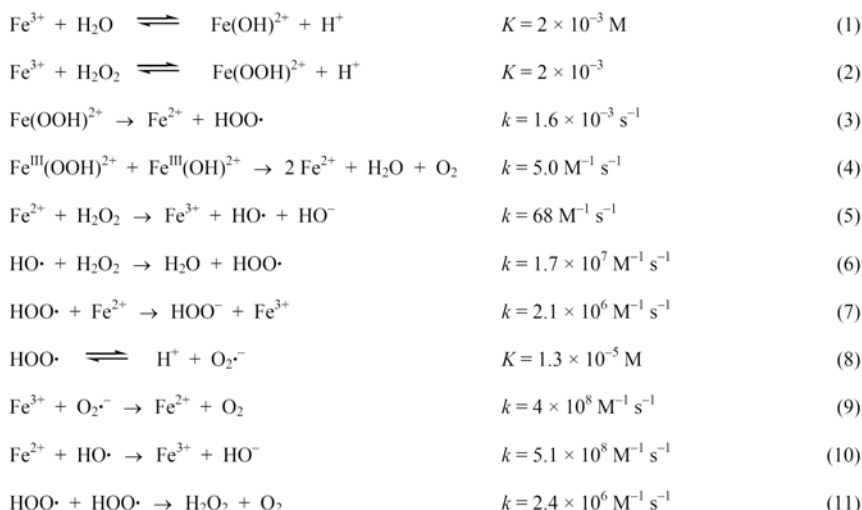 Fe³⁺ + H₂O ⇌ Fe(OH)²⁺ + H⁺ K = 2 × 10⁻³ M (1)
Fe³⁺ + H₂O₂ ⇌ Fe(OOH)²⁺ + H⁺ K = 2 × 10⁻³ (2)
Fe(OOH)²⁺ → Fe²⁺ + HOO· k = 1.6 × 10⁻³ s⁻¹ (3)
Feᴵᴵᴵ(OOH)²⁺ + Feᴵᴵᴵ(OH)²⁺ → 2 Fe²⁺ + H₂O + O₂ k = 5.0 M⁻¹ s⁻¹ (4)
Fe²⁺ + H₂O₂ → Fe³⁺ + HO· + HO⁻ k = 68 M⁻¹ s⁻¹ (5)
HO· + H₂O₂ → H₂O + HOO· k = 1.7 × 10⁷ M⁻¹ s⁻¹ (6)
HOO· + Fe²⁺ → HOO⁻ + Fe³⁺ k = 2.1 × 10⁶ M⁻¹ s⁻¹ (7)
HOO· ⇌ H⁺ + O₂·⁻ K = 1.3 × 10⁻⁵ M (8)
Fe³⁺ + O₂·⁻ → Fe²⁺ + O₂ k = 4 × 10⁸ M⁻¹ s⁻¹ (9)
Fe²⁺ + HO· → Fe³⁺ + HO⁻ k = 5.1 × 10⁸ M⁻¹ s⁻¹ (10)
HOO· + HOO· → H₂O₂ + O₂ k = 2.4 × 10⁶ M⁻¹ s⁻¹ (11)